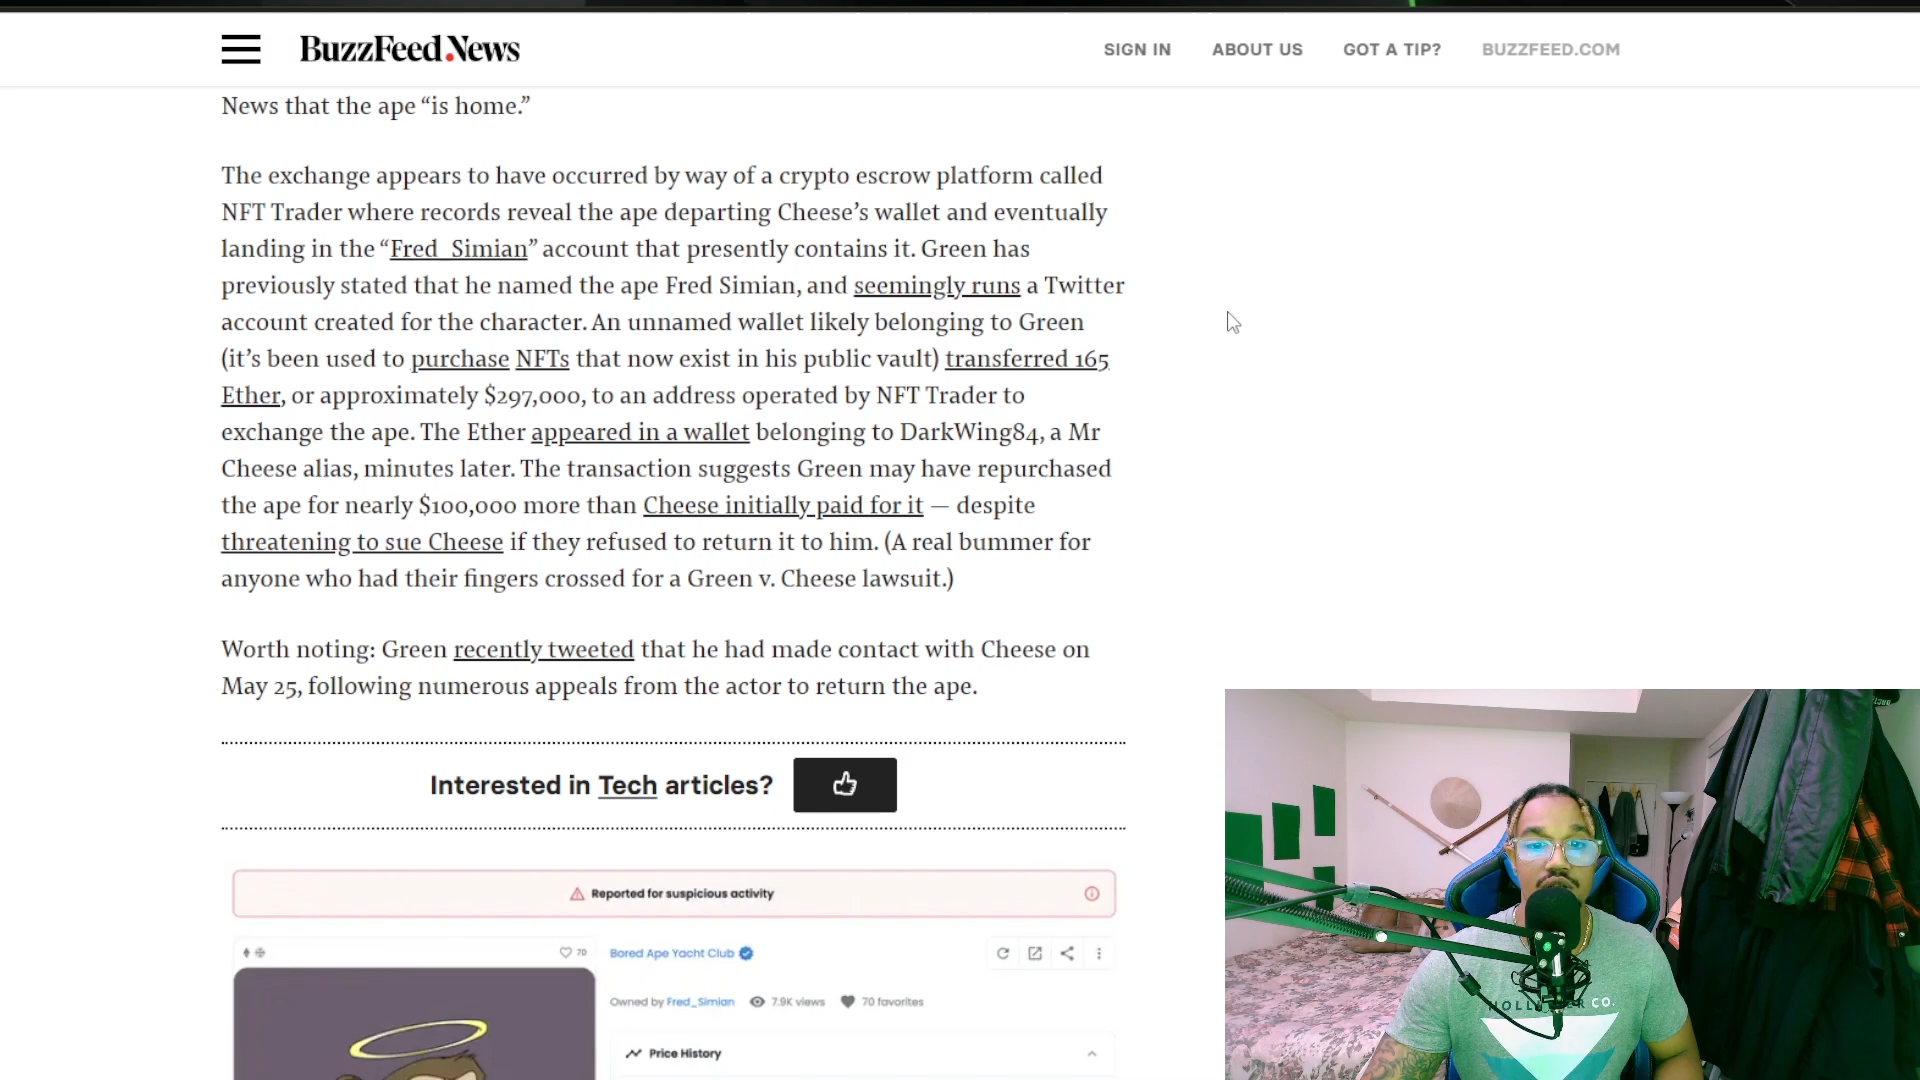 BuzzFeed.News
SIGN IN
ABOUT US
GOT A TIP?
BUZZFEED.COM
News that the ape “is home.”
The exchange appears to have occurred by way of a crypto escrow platform called
NFT Trader where records reveal the ape departing Cheese’s wallet and eventually
landing in the “Fred_Simian” account that presently contains it. Green has
previously stated that he named the ape Fred Simian, and seemingly runs a Twitter
account created for the character. An unnamed wallet likely belonging to Green
(it’s been used to purchase NFTs that now exist in his public vault) transferred 165
Ether, or approximately $297,000, to an address operated by NFT Trader to
exchange the ape. The Ether appeared in a wallet belonging to DarkWing84, a Mr
Cheese alias, minutes later. The transaction suggests Green may have repurchased
the ape for nearly $100,000 more than Cheese initially paid for it — despite
threatening to sue Cheese if they refused to return it to him. (A real bummer for
anyone who had their fingers crossed for a Green v. Cheese lawsuit.)
Worth noting: Green recently tweeted that he had made contact with Cheese on
May 25, following numerous appeals from the actor to return the ape.
Interested in Tech articles?
Reported for suspicious activity
70
Bored Ape Yacht Club
Owned by Fred_Simian
7.9K views
70 favorites
Price History
CO.